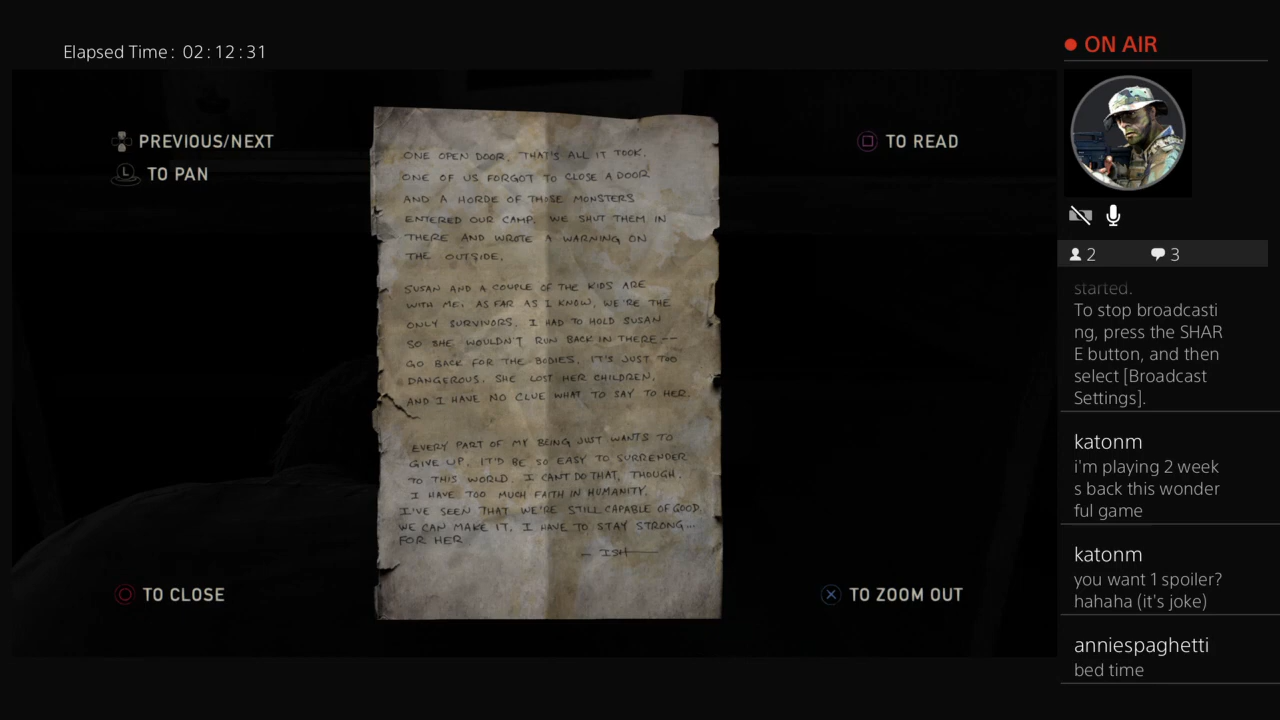 Elapsed Time: 02:12:31
ON AIR
PREVIOUS/NEXT
L TO PAN
TO READ
ONE OPEN DOOR, THAT'S ALL IT TOOK.
ONE OF US FORGOT TO CLOSE A DOOR
AND A HORDE OF THOSE MONSTERS
ENTERED OUR CAMP. WE SHUT THEM IN
THERE AND WROTE A WARNING ON
THE OUTSIDE.
SUSAN AND A COUPLE OF THE KIDS ARE
WITH ME. AS FAR AS I KNOW, WE'RE THE
ONLY SURVIVORS. I HAD TO HOLD SUSAN
SO SHE WOULDN'T RUN BACK IN THERE --
GO BACK FOR THE BODIES. IT'S JUST TOO
DANGEROUS. SHE LOST HER CHILDREN,
AND I HAVE NO CLUE WHAT TO SAY TO HER.
EVERY PART OF MY BEING JUST WANTS TO
GIVE UP. IT'D BE SO EASY TO SURRENDER
TO THIS WORLD. I CAN'T DO THAT, THOUGH.
I HAVE TOO MUCH FAITH IN HUMANITY.
I'VE SEEN THAT WE'RE STILL CAPABLE OF GOOD.
WE CAN MAKE IT. I HAVE TO STAY STRONG...
FOR HER
- ISH
TO CLOSE
TO ZOOM OUT
2
3
started.
To stop broadcasti
ng, press the SHAR
E button, and then
select [Broadcast
Settings].
katonm
i'm playing 2 week
s back this wonder
ful game
katonm
you want 1 spoiler?
hahaha (it's joke)
anniespaghetti
bed time